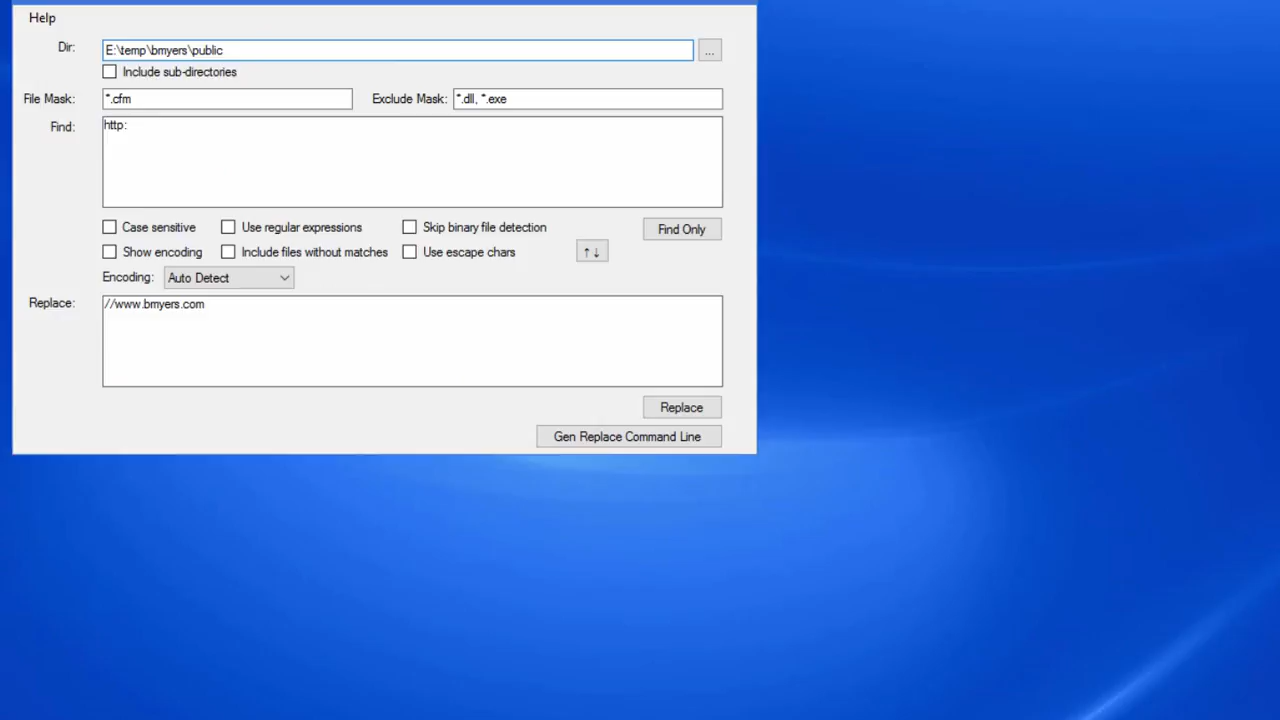 Help
Dir: E:\temp\bmyers\public ...
Include sub-directories
File Mask: *.cfm Exclude Mask: *.dll, *.exe
Find: http:
Case sensitive Use regular expressions Skip binary file detection Find Only
Show encoding Include files without matches Use escape chars ↑↓
Encoding: Auto Detect
Replace: //www.bmyers.com
Replace
Gen Replace Command Line